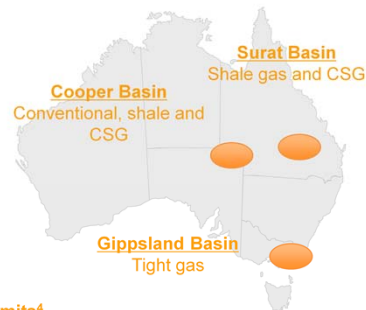 Surat Basin
Shale gas and CSG
Cooper Basin
Conventional, shale and
CSG
Gippsland Basin
Tight gas